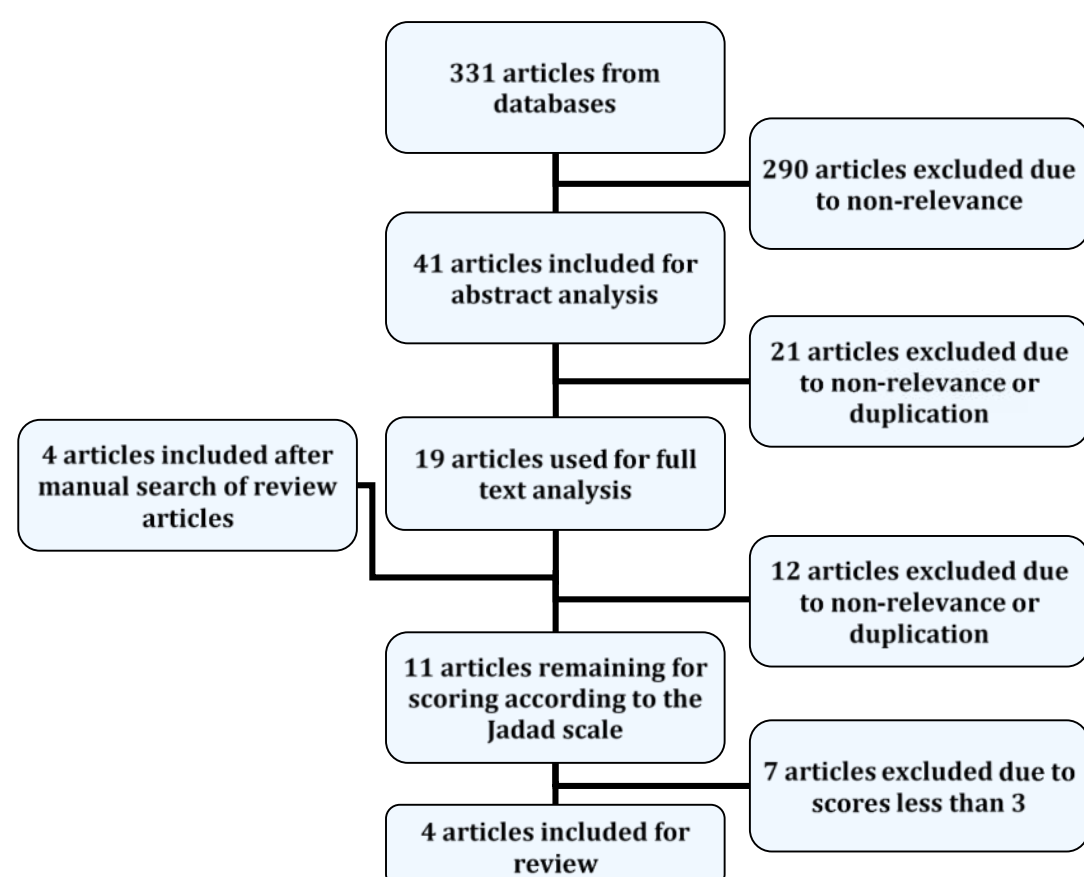 331 articles from
databases
290 articles excluded due
to non-relevance
41 articles included for
abstract analysis
21 articles excluded due
to non-relevance or
duplication
4 articles included after
manual search of review
articles
19 articles used for full
text analysis
12 articles excluded due
to non-relevance or
duplication
11 articles remaining for
scoring according to the
Jadad scale
7 articles excluded due to
scores less than 3
4 articles included for
review